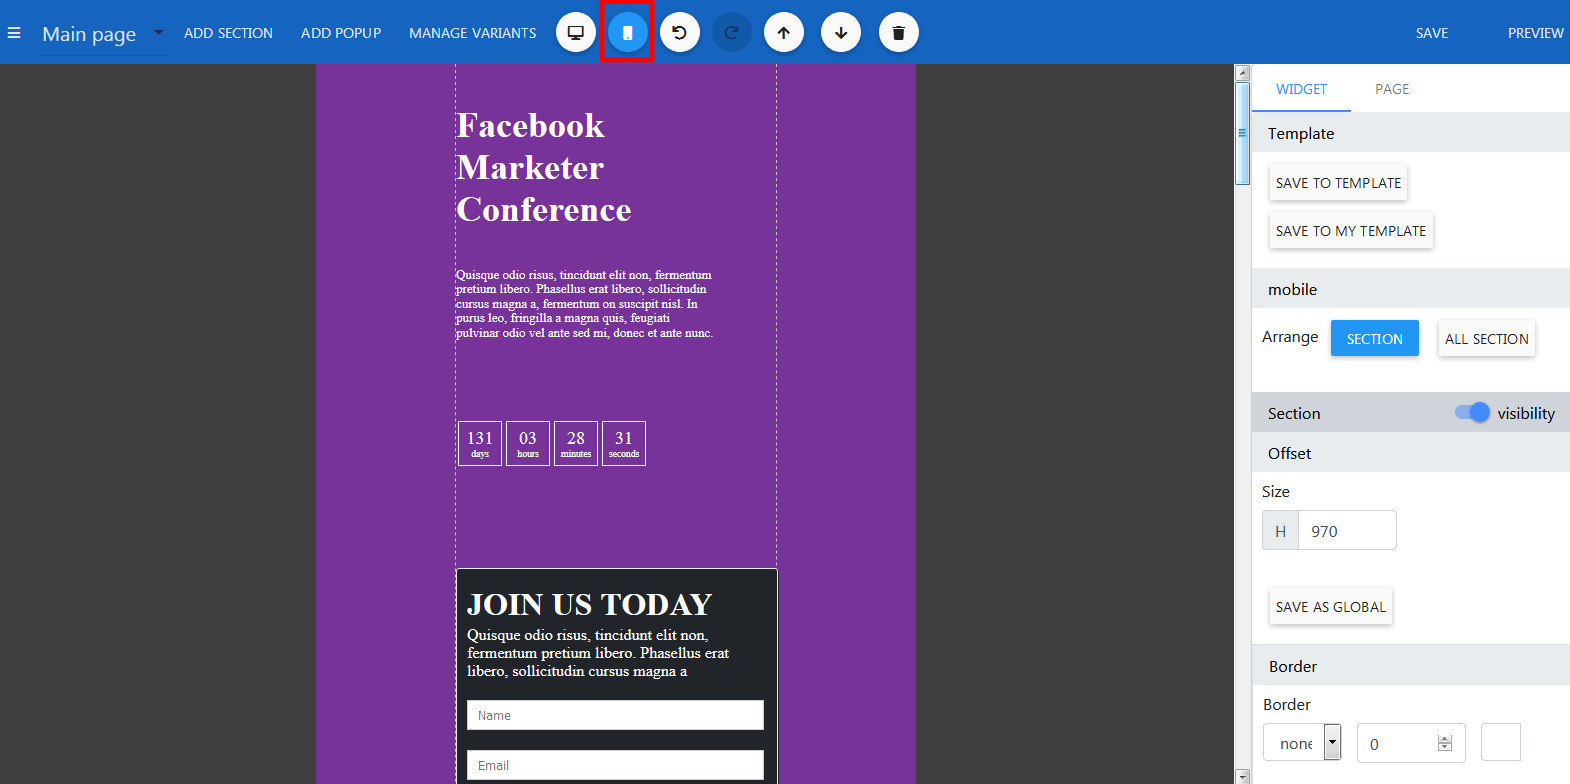 Main page ADD SECTION ADD POPUP MANAGE VARIANTS SAVE PREVIEW
Facebook
Marketer
Conference
Quisque odio risus, tincidunt elit non, fermentum
pretium libero. Phasellus erat libero, sollicitudin
cursus magna a, fermentum on suscipit nisl. In
purus leo, fringilla a magna quis, feugiati
pulvinar odio vel ante sed mi, donec et ante nunc.
131 03 28 31
days hours minutes seconds
JOIN US TODAY
Quisque odio risus, tincidunt elit non,
fermentum pretium libero. Phasellus erat
libero, sollicitudin cursus magna a
Name
Email
WIDGET PAGE
Template
SAVE TO TEMPLATE
SAVE TO MY TEMPLATE
mobile
Arrange SECTION ALL SECTION
Section visibility
Offset
Size
H 970
SAVE AS GLOBAL
Border
Border
none 0